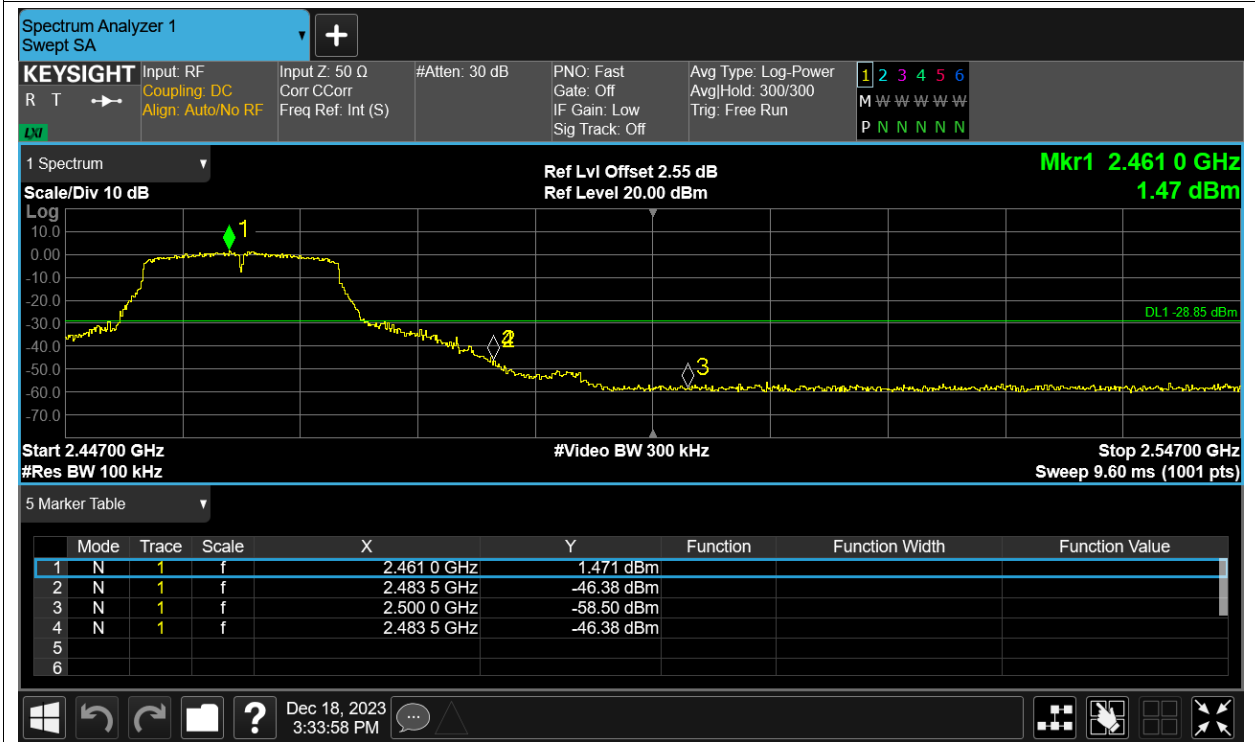 Spectrum Analyzer 1
Swept SA
+
KEYSIGHT Input: RF Input Z: 50 Ω #Atten: 30 dB PNO: Fast Avg Type: Log-Power 1 2 3 4 5 6
R T Coupling: DC Corr CCorr Gate: Off Avg|Hold: 300/300 M W W W W W
Align: Auto/No RF Freq Ref: Int (S) IF Gain: Low Trig: Free Run
LXI Sig Track: Off P N N N N N
1 Spectrum Ref Lvl Offset 2.55 dB Mkr1 2.461 0 GHz
Scale/Div 10 dB Ref Level 20.00 dBm 1.47 dBm
Log
10.0 1
0.00
-10.0
-20.0
DL1 -28.85 dBm
-30.0
-40.0 2
-50.0 3
-60.0
-70.0
Start 2.44700 GHz #Video BW 300 kHz Stop 2.54700 GHz
#Res BW 100 kHz Sweep 9.60 ms (1001 pts)
5 Marker Table
Mode Trace Scale X Y Function Function Width Function Value
1 N 1 f 2.461 0 GHz 1.471 dBm
2 N 1 f 2.483 5 GHz -46.38 dBm
3 N 1 f 2.500 0 GHz -58.50 dBm
4 N 1 f 2.483 5 GHz -46.38 dBm
5
6
? Dec 18, 2023
3:33:58 PM